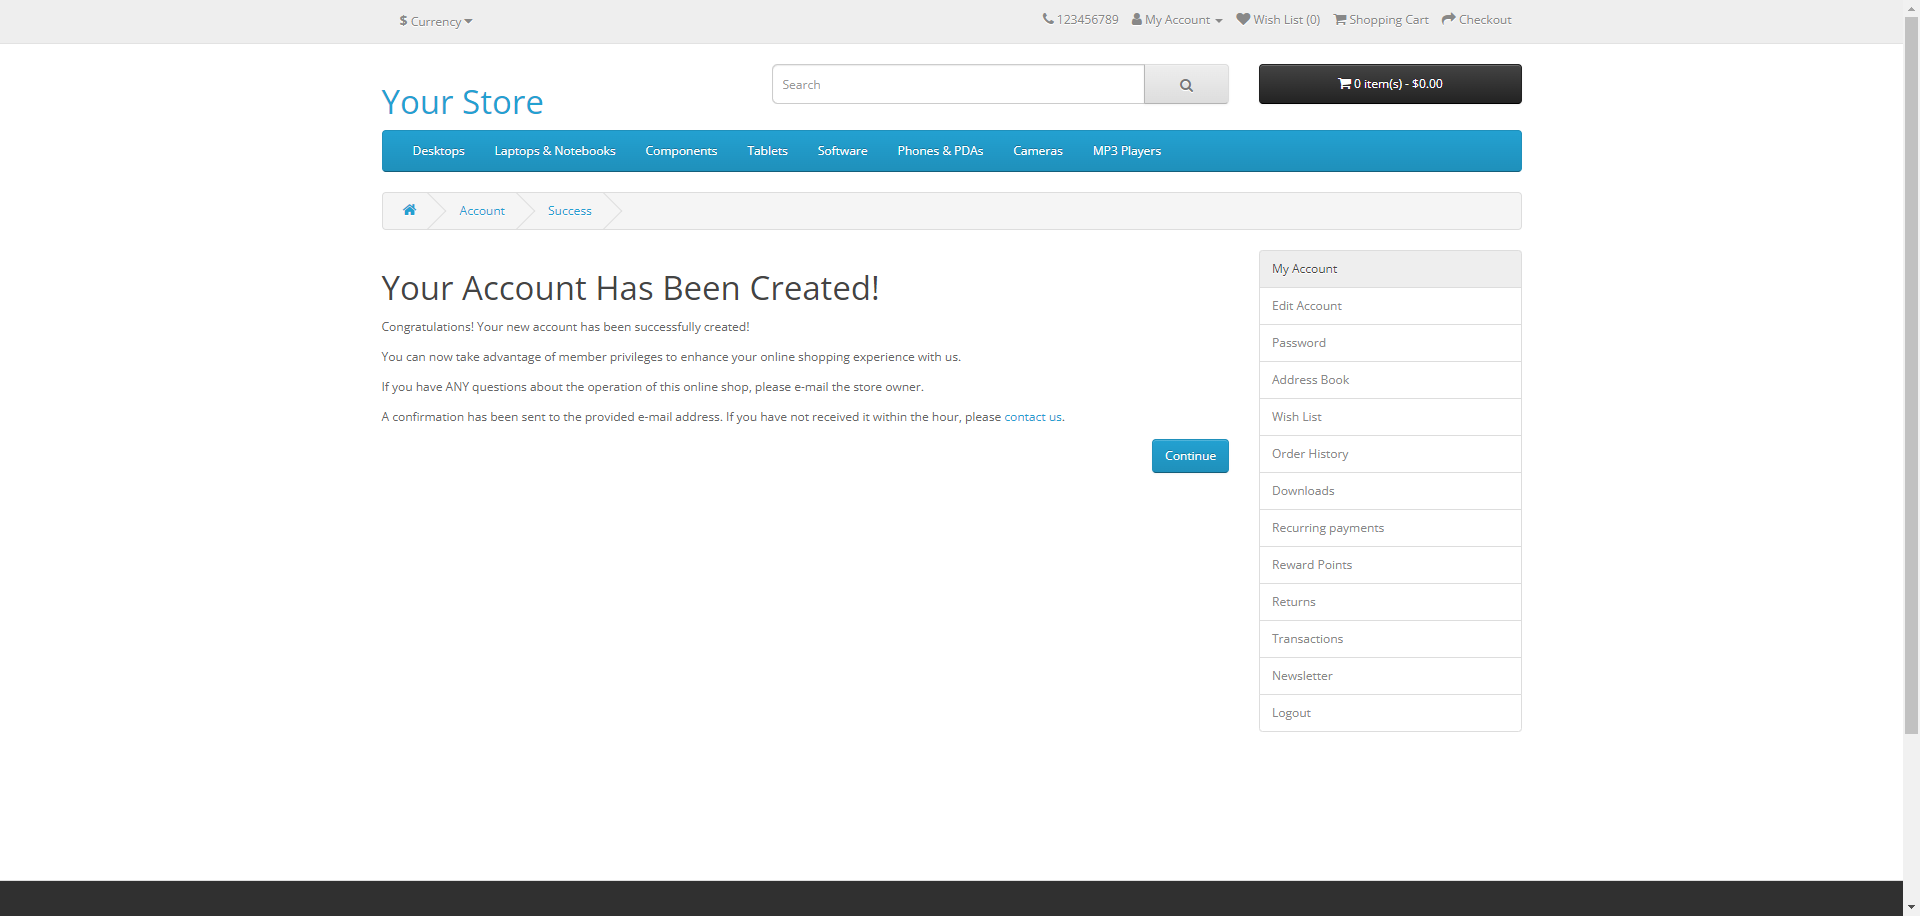 $ Currency
123456789 My Account Wish List (0) Shopping Cart Checkout
Your Store
Search
0 item(s) - $0.00
Desktops Laptops & Notebooks Components Tablets Software Phones & PDAs Cameras MP3 Players
Account Success
Your Account Has Been Created!
Congratulations! Your new account has been successfully created!
You can now take advantage of member privileges to enhance your online shopping experience with us.
If you have ANY questions about the operation of this online shop, please e-mail the store owner.
A confirmation has been sent to the provided e-mail address. If you have not received it within the hour, please contact us.
Continue
My Account
Edit Account
Password
Address Book
Wish List
Order History
Downloads
Recurring payments
Reward Points
Returns
Transactions
Newsletter
Logout